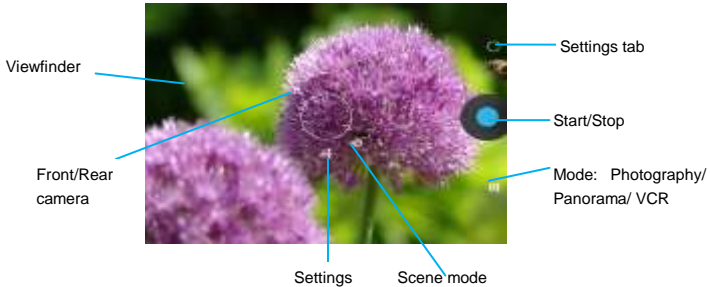 Settings tab
Viewfinder
Start/Stop
Front/Rear
camera
Mode: Photography/
Panorama/ VCR
Settings
Scene mode